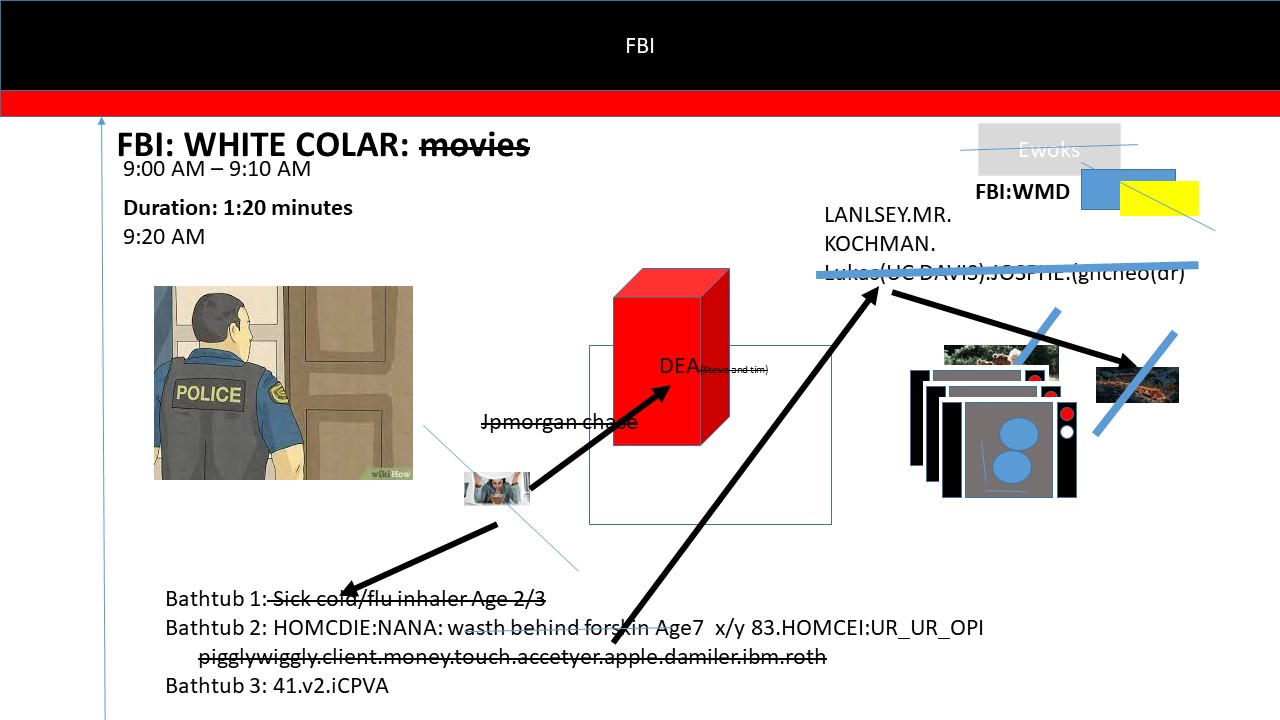 FBI
FBI: WHITE COLAR: movies
9:00 AM – 9:10 AM
Duration: 1:20 minutes
9:20 AM
Ewoks
FBI:WMD
LANLSEY.MR.
KOCHMAN.
Lukas(UC DAVIS).JOSPHE.(gricheo(dr)
POLICE
wikiHow
DEA(Steve and tim)
Jpmorgan chase
Bathtub 1: Sick cold/flu inhaler Age 2/3
Bathtub 2: HOMCDIE:NANA: wasth behind forskin Age7 x/y 83.HOMCEI:UR_UR_OPI
pigglywiggly.client.money.touch.accetyer.apple.damiler.ibm.roth
Bathtub 3: 41.v2.iCPVA